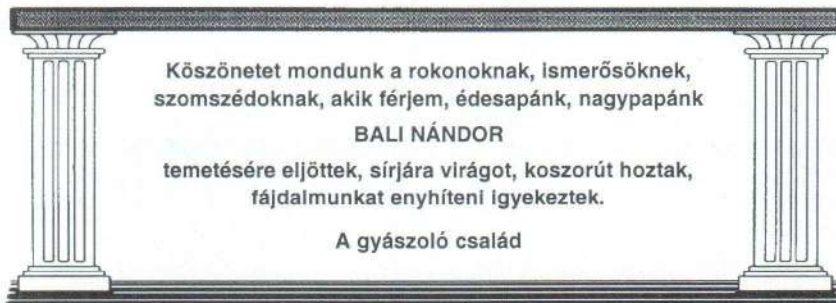 Köszönetet mondunk a rokonoknak, ismerősöknek,
szomszédoknak, akik férjem, édesapánk, nagypapánk
BALI NÁNDOR
temetésére eljöttek, sírjára virágot, koszorút hoztak,
fájdalmunkat enyhíteni igyekeztek.
A gyászoló család